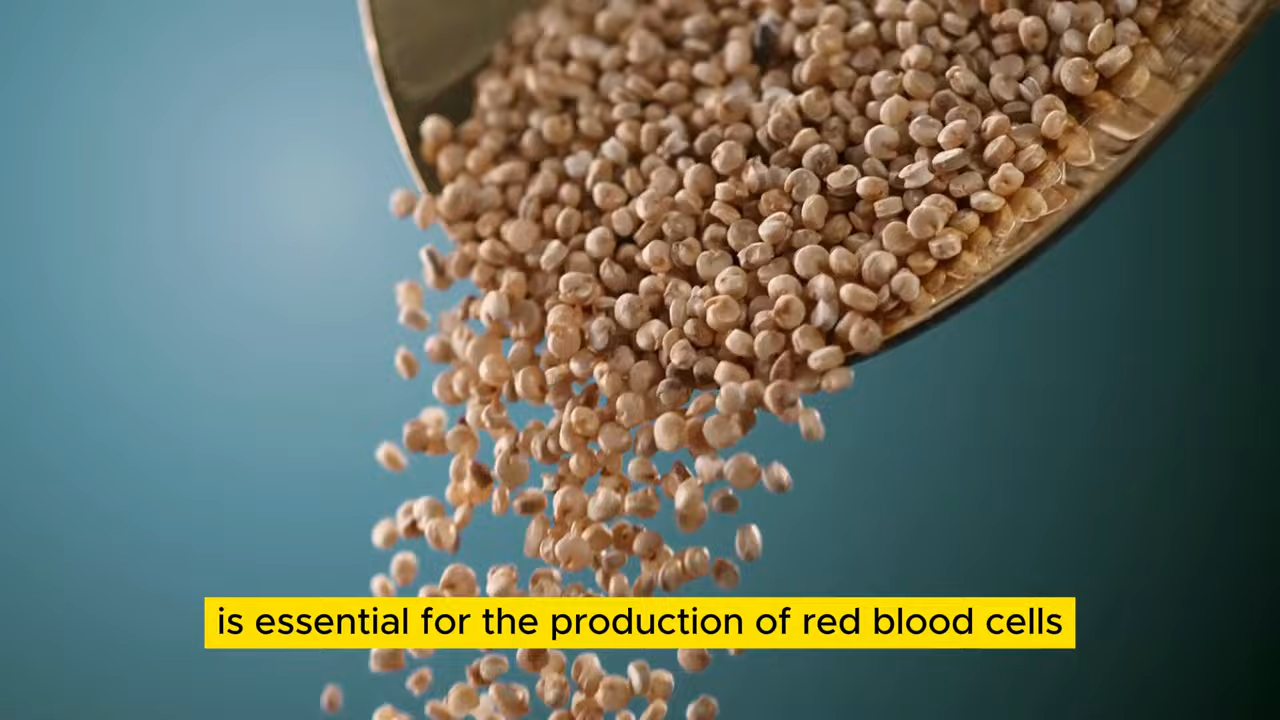 is essential for the production of red blood cells